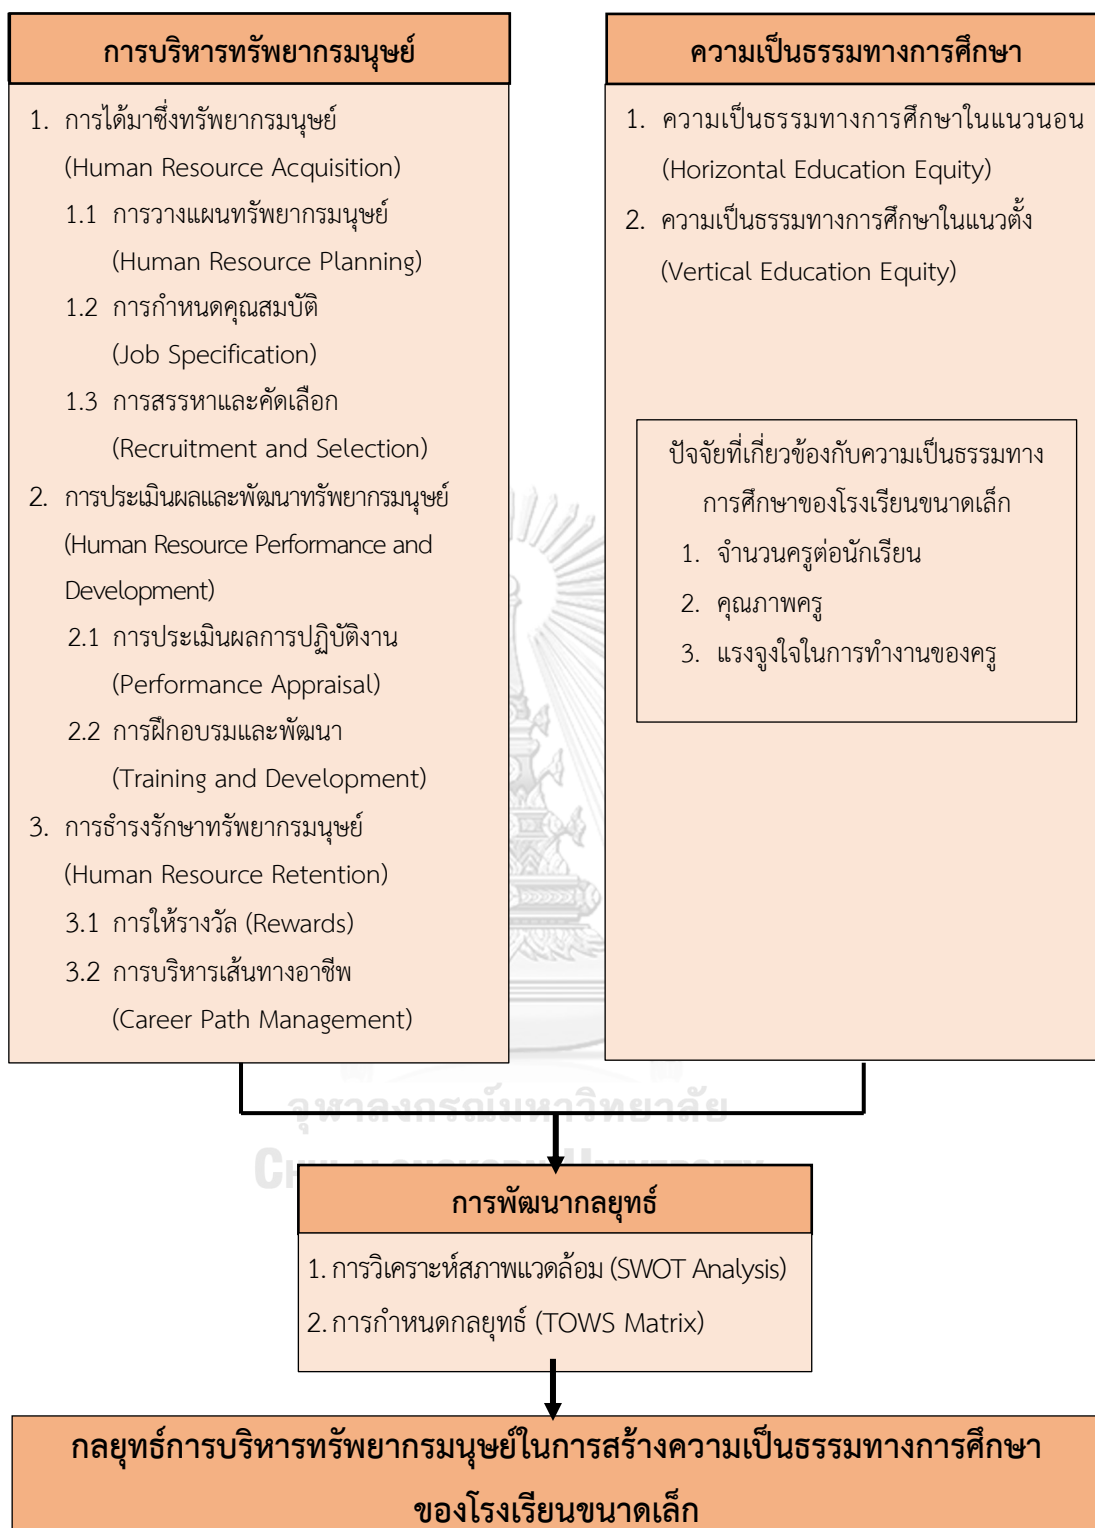 การบริหารทรัพยากรมนุษย์
1. การได้มาซึ่งทรัพยากรมนุษย์
(Human Resource Acquisition)
1.1 การวางแผนทรัพยากรมนุษย์
(Human Resource Planning)
1.2 การกำหนดคุณสมบัติ
(Job Specification)
1.3 การสรรหาและคัดเลือก
(Recruitment and Selection)
2. การประเมินผลและพัฒนาทรัพยากรมนุษย์
(Human Resource Performance and
Development)
2.1 การประเมินผลการปฏิบัติงาน
(Performance Appraisal)
2.2 การฝึกอบรมและพัฒนา
(Training and Development)
3. การธำรงรักษาทรัพยากรมนุษย์
(Human Resource Retention)
3.1 การให้รางวัล (Rewards)
3.2 การบริหารเส้นทางอาชีพ
(Career Path Management)
ความเป็นธรรมทางการศึกษา
1. ความเป็นธรรมทางการศึกษาในแนวนอน
(Horizontal Education Equity)
2. ความเป็นธรรมทางการศึกษาในแนวตั้ง
(Vertical Education Equity)
ปัจจัยที่เกี่ยวข้องกับความเป็นธรรมทาง
การศึกษาของโรงเรียนขนาดเล็ก
1. จำนวนครูต่อนักเรียน
2. คุณภาพครู
3. แรงจูงใจในการทำงานของครู
จุฬาลงกรณ์มหาวิทยาลัย
การพัฒนากลยุทธ์
1. การวิเคราะห์สภาพแวดล้อม (SWOT Analysis)
2. การกำหนดกลยุทธ์ (TOWS Matrix)
กลยุทธ์การบริหารทรัพยากรมนุษย์ในการสร้างความเป็นธรรมทางการศึกษา
ของโรงเรียนขนาดเล็ก